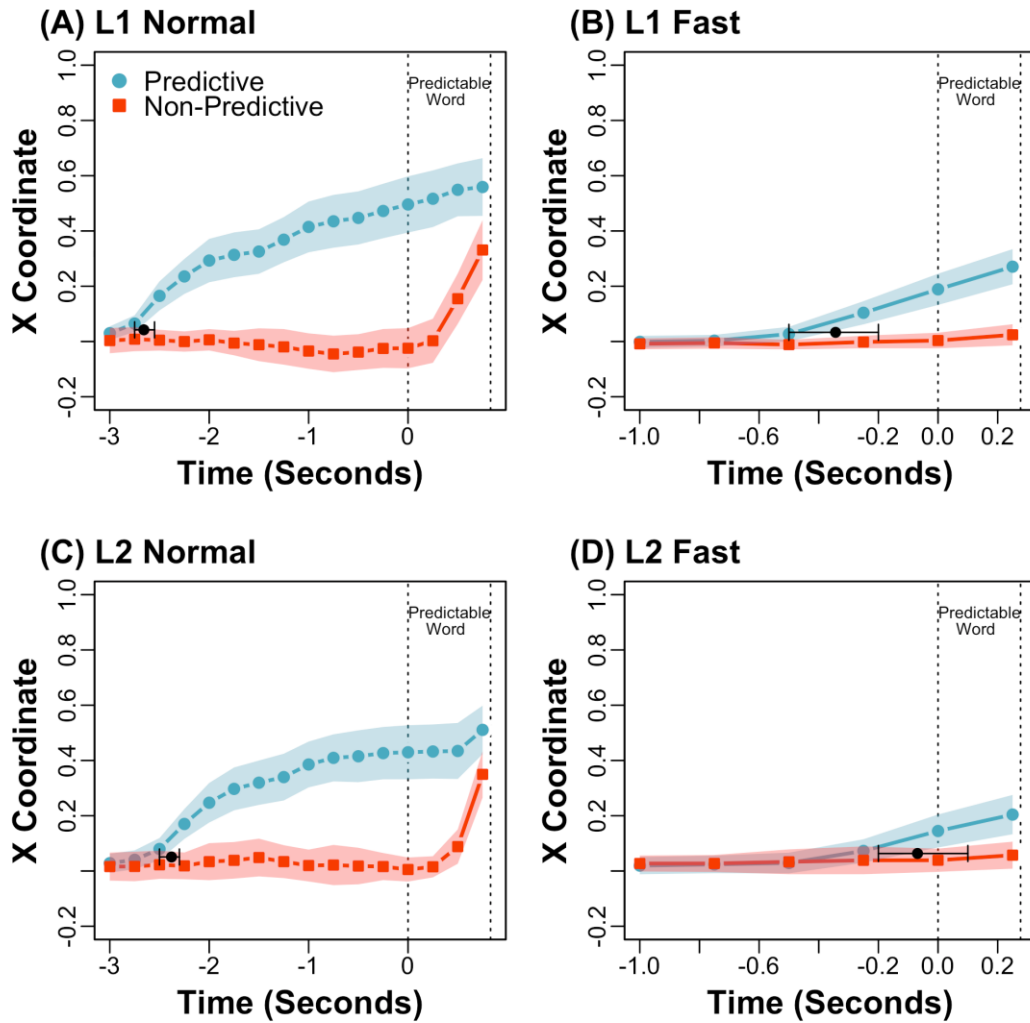 (A) L1 Normal
X Coordinate
-0.2 0.2 0.4 0.6 0.8 1.0
Predictive
Non-Predictive
Predictable
Word
-3 -2 -1 0
Time (Seconds)
(B) L1 Fast
X Coordinate
-0.2 0.2 0.4 0.6 0.8 1.0
Predictable
Word
-1.0 -0.6 -0.2 0.0 0.2
Time (Seconds)
(C) L2 Normal
X Coordinate
-0.2 0.2 0.4 0.6 0.8 1.0
Predictable
Word
-3 -2 -1 0
Time (Seconds)
(D) L2 Fast
X Coordinate
-0.2 0.2 0.4 0.6 0.8 1.0
Predictable
Word
-1.0 -0.6 -0.2 0.0 0.2
Time (Seconds)